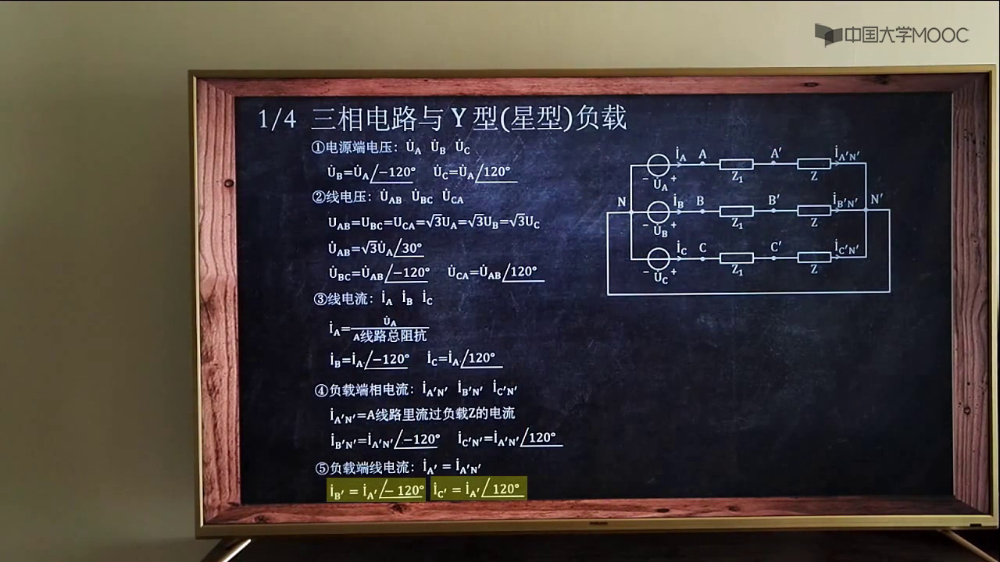 中国大学MOOC
1/4 三相电路与 Y 型(星型)负载
①电源端电压: U̇A U̇B U̇C
U̇B=U̇A/−120° U̇C=U̇A/120°
②线电压: U̇AB U̇BC U̇CA
UAB=UBC=UCA=√3UA=√3UB=√3UC
U̇AB=√3U̇A/30°
U̇BC=U̇AB/−120° U̇CA=U̇AB/120°
③线电流: İA İB İC
İA=U̇A
A线路总阻抗
İB=İA/−120° İC=İA/120°
④负载端相电流: İA′N′ İB′N′ İC′N′
İA′N′=A线路里流过负载Z的电流
İB′N′=İA′N′/−120° İC′N′=İA′N′/120°
⑤负载端线电流: İA′ = İA′N′
İB′ = İA′/− 120° İC′ = İA′/ 120°
İA A A′ İA′N′
− U̇A + Z1 Z
N İB B B′ İB′N′ N′
− U̇B + Z1 Z
İC C C′ İC′N′
− U̇C + Z1 Z